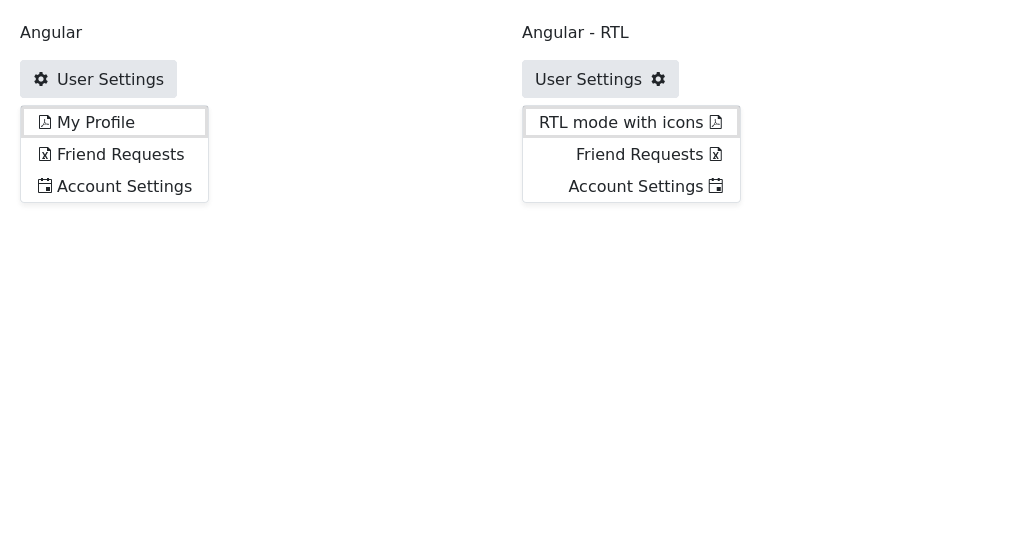 Angular
User Settings
My Profile
Friend Requests
Account Settings
Angular - RTL
User Settings
RTL mode with icons
Friend Requests
Account Settings